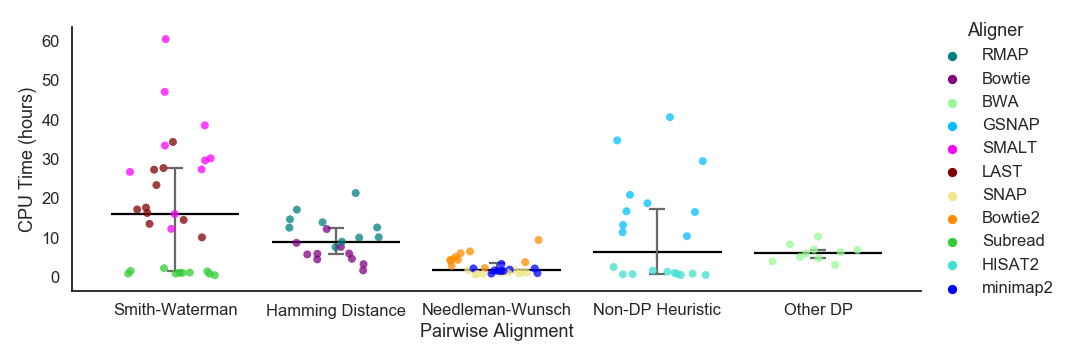 60
50
40
30
20
10
0
CPU Time (hours)
Smith-Waterman
Hamming Distance
Needleman-Wunsch
Non-DP Heuristic
Other DP
Pairwise Alignment
Aligner
RMAP
Bowtie
BWA
GSNAP
SMALT
LAST
SNAP
Bowtie2
Subread
HISAT2
minimap2